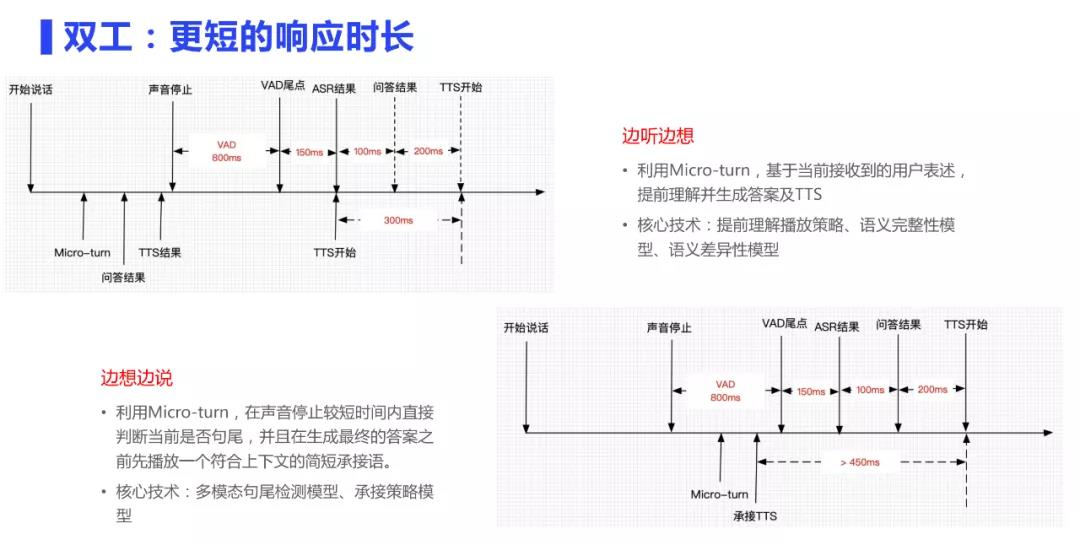 双工：更短的响应时长
开始说话
声音停止
VAD尾点
ASR结果
问答结果
TTS开始
VAD
800ms
150ms
100ms
200ms
300ms
Micro-turn
TTS结果
TTS开始
问答结果
边听边想
• 利用Micro-turn，基于当前接收到的用户表述，
提前理解并生成答案及TTS
• 核心技术：提前理解播放策略、语义完整性模
型、语义差异性模型
边想边说
• 利用Micro-turn，在声音停止较短时间内直接
判断当前是否句尾，并且在生成最终的答案之
前先播放一个符合上下文的简短承接语。
• 核心技术：多模态句尾检测模型、承接策略模
型
开始说话
声音停止
VAD尾点
ASR结果
问答结果
TTS开始
VAD
800ms
150ms
100ms
200ms
> 450ms
Micro-turn
承接TTS